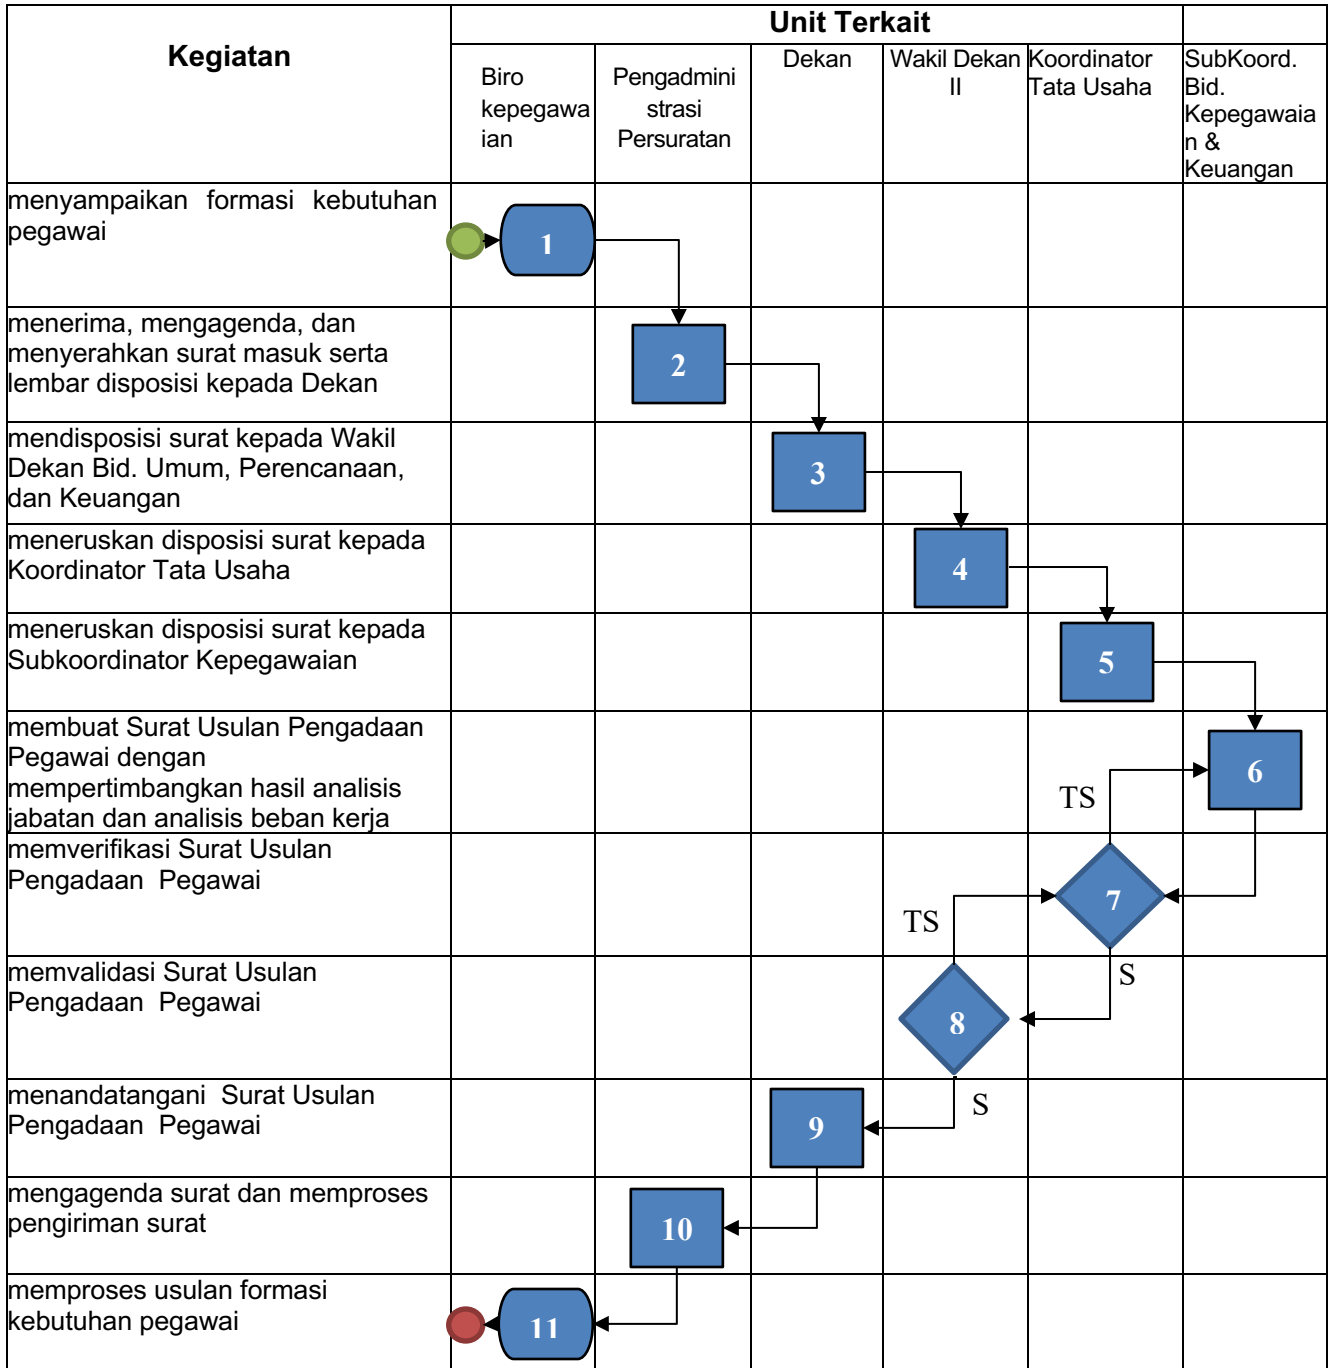 Unit Terkait
Kegiatan
Biro
kepegawa
ian
Pengadmini
strasi
Persuratan
Dekan
Wakil Dekan
II
Koordinator
Tata Usaha
SubKoord.
Bid.
Kepegawaia
n &
Keuangan
menyampaikan formasi kebutuhan
pegawai
1
menerima, mengagenda, dan
menyerahkan surat masuk serta
lembar disposisi kepada Dekan
2
mendisposisi surat kepada Wakil
Dekan Bid. Umum, Perencanaan,
dan Keuangan
3
meneruskan disposisi surat kepada
Koordinator Tata Usaha
4
meneruskan disposisi surat kepada
Subkoordinator Kepegawaian
5
membuat Surat Usulan Pengadaan
Pegawai dengan
mempertimbangkan hasil analisis
jabatan dan analisis beban kerja
TS
6
memverifikasi Surat Usulan
Pengadaan Pegawai
TS
7
memvalidasi Surat Usulan
Pengadaan Pegawai
8
S
menandatangani Surat Usulan
Pengadaan Pegawai
9
S
mengagenda surat dan memproses
pengiriman surat
10
memproses usulan formasi
kebutuhan pegawai
11